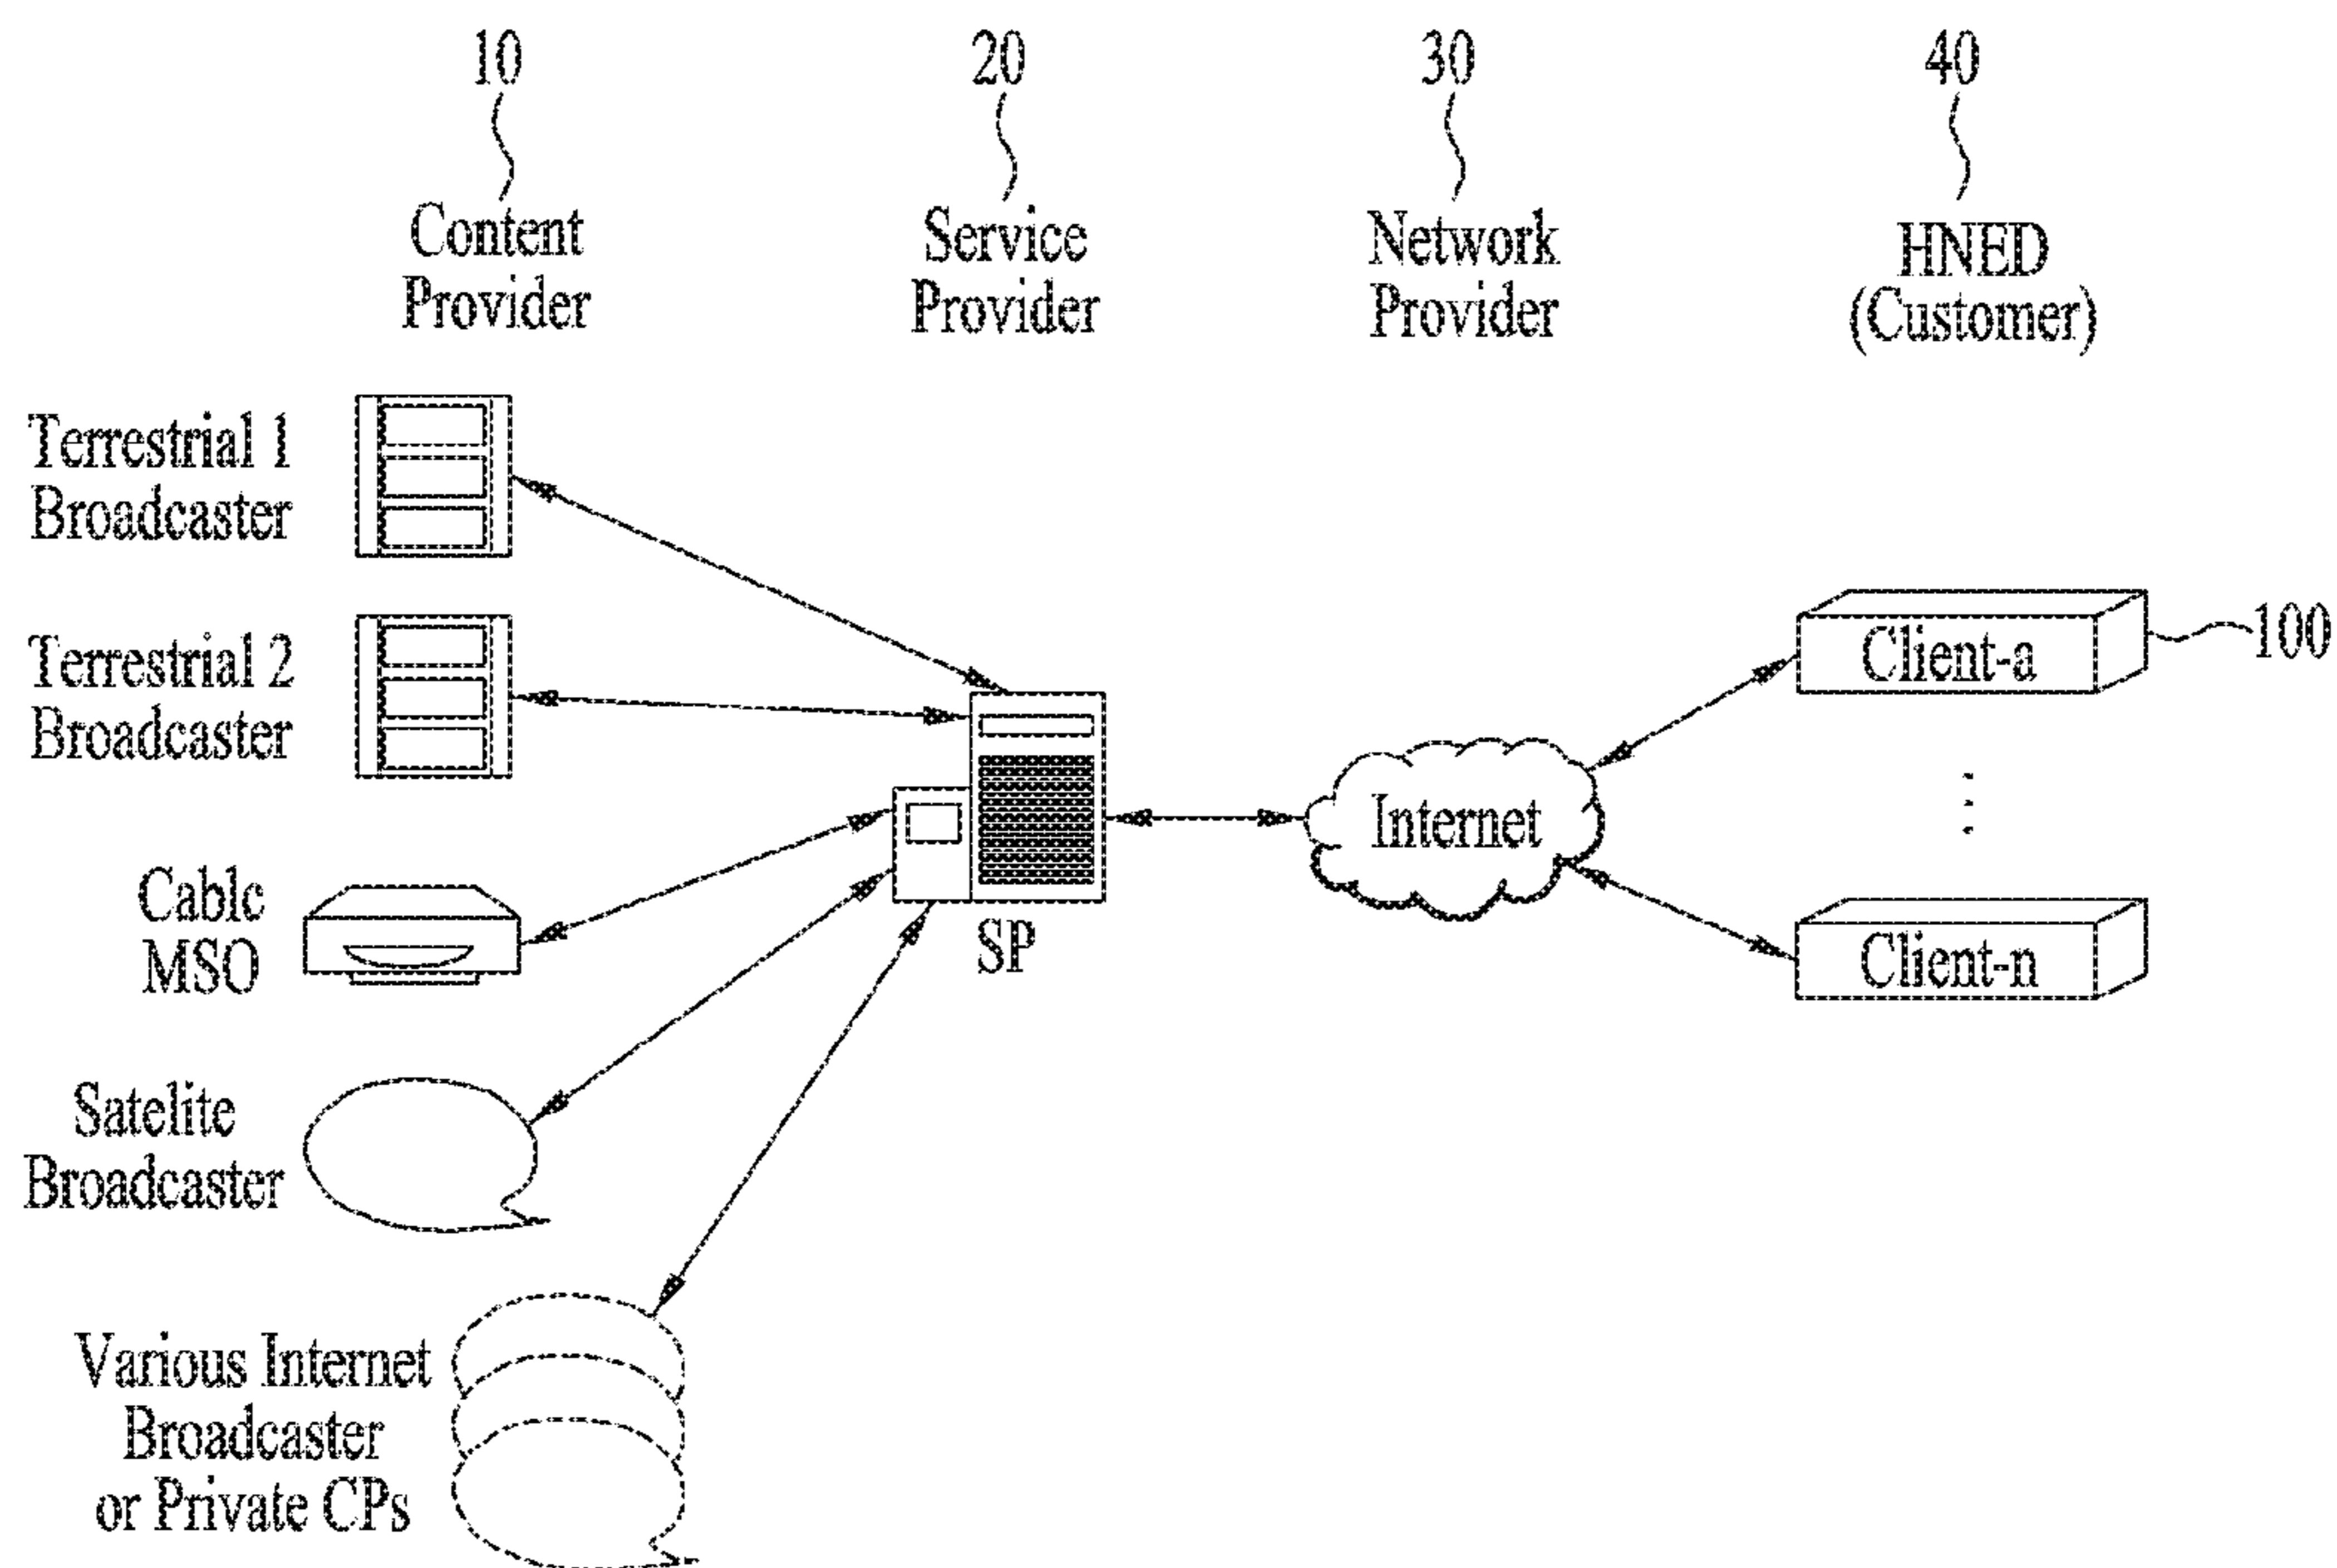 10
20
30
40
Content
Provider
Service
Provider
Network
Provider
HNED
(Customer)
Terrestrial 1
Broadcaster
Terrestrial 2
Broadcaster
Cable
MSO
Satelite
Broadcaster
Various Internet
Broadcaster
or Private CPs
SP
Internet
Client-a
100
Client-n